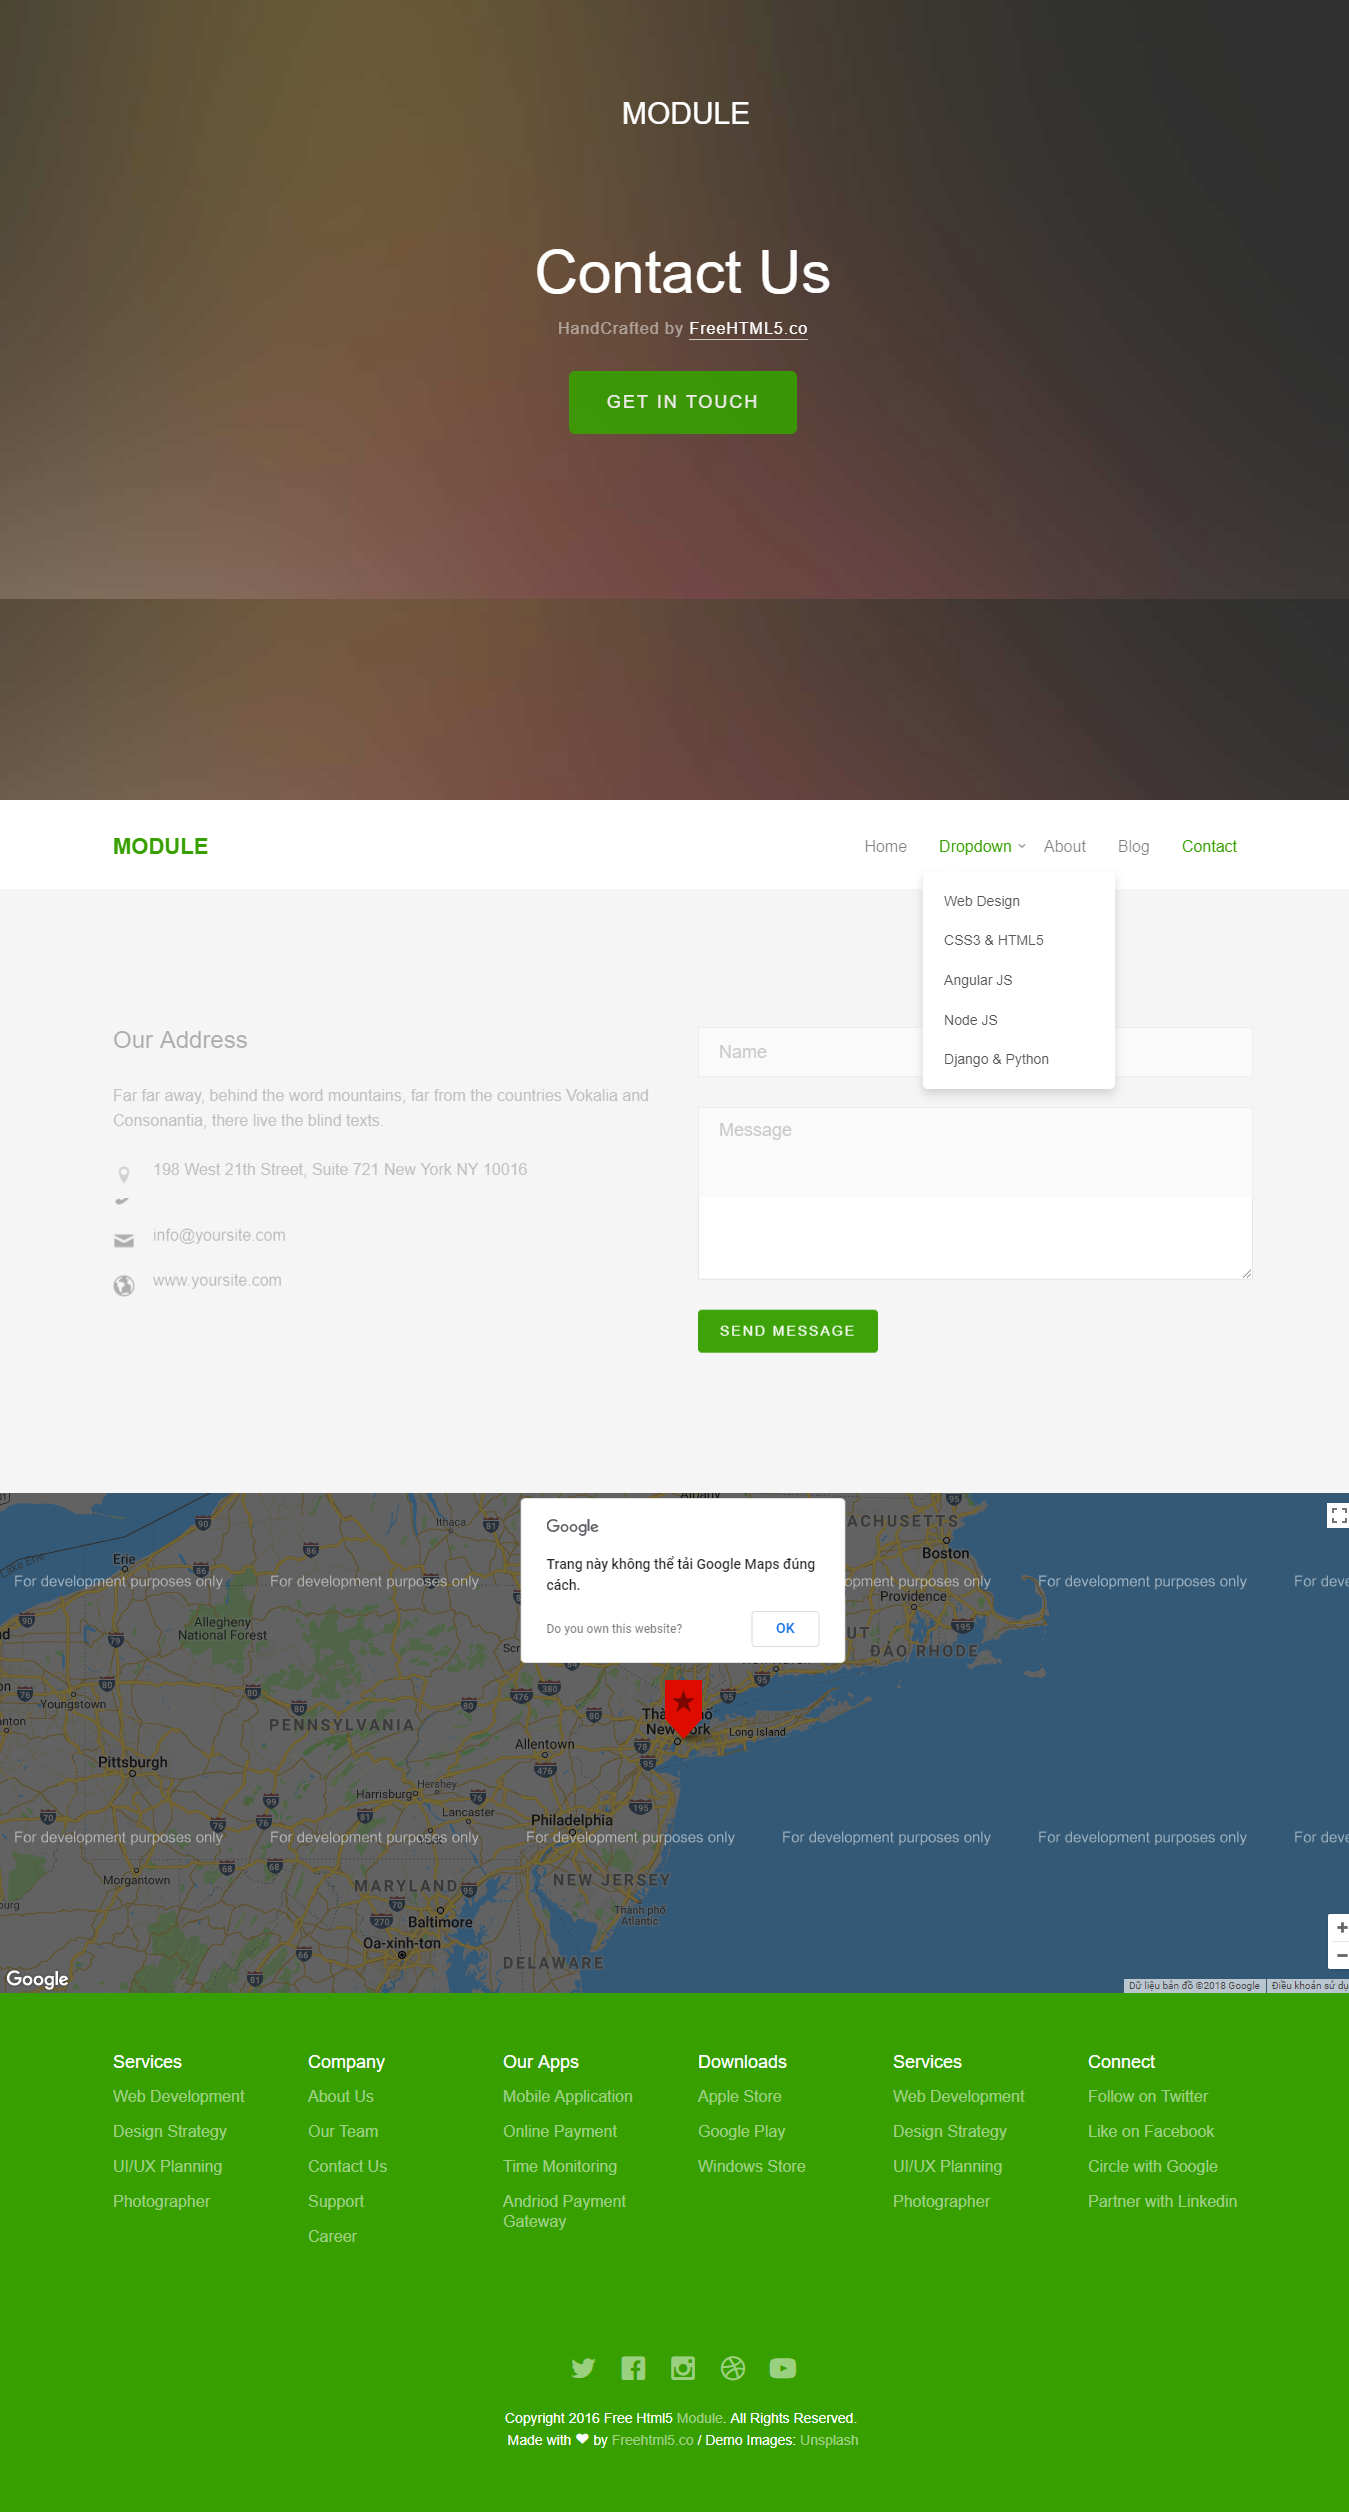 MODULE
Contact Us
HandCrafted by FreeHTML5.co
GET IN TOUCH
MODULE
Home
Dropdown
About
Blog
Contact
Web Design
CSS3 & HTML5
Angular JS
Node JS
Django & Python
Our Address
Far far away, behind the word mountains, far from the countries Vokalia and
Consonantia, there live the blind texts.
198 West 21th Street, Suite 721 New York NY 10016
info@yoursite.com
www.yoursite.com
Name
Message
SEND MESSAGE
Google
Trang này không thể tải Google Maps đúng
cách.
Do you own this website?
OK
Albany
Ithaca
ACHUSETTS
Boston
Lake Erie
Erie
For development purposes only
For development purposes only
opment purposes only
For development purposes only
For deve
Providence
Allegheny
National Forest
UT
ĐẢO RHODE
Youngstown
anton
PENNSYLVANIA
Long Island
Allentown
Pittsburgh
Hershey
Harrisburg
Lancaster
Philadelphia
For development purposes only
For development purposes only
For development purposes only
For development purposes only
For development purposes only
For deve
Morgantown
MARYLAND
NEW JERSEY
burg
Baltimore
Thành phố
Atlantic
Oa-xinh-tơn
DELAWARE
Google
Dữ liệu bản đồ ©2018 Google
Điều khoản sử dụ
Services
Web Development
Design Strategy
UI/UX Planning
Photographer
Company
About Us
Our Team
Contact Us
Support
Career
Our Apps
Mobile Application
Online Payment
Time Monitoring
Andriod Payment
Gateway
Downloads
Apple Store
Google Play
Windows Store
Services
Web Development
Design Strategy
UI/UX Planning
Photographer
Connect
Follow on Twitter
Like on Facebook
Circle with Google
Partner with Linkedin
Copyright 2016 Free Html5 Module. All Rights Reserved.
Made with ❤ by Freehtml5.co / Demo Images: Unsplash